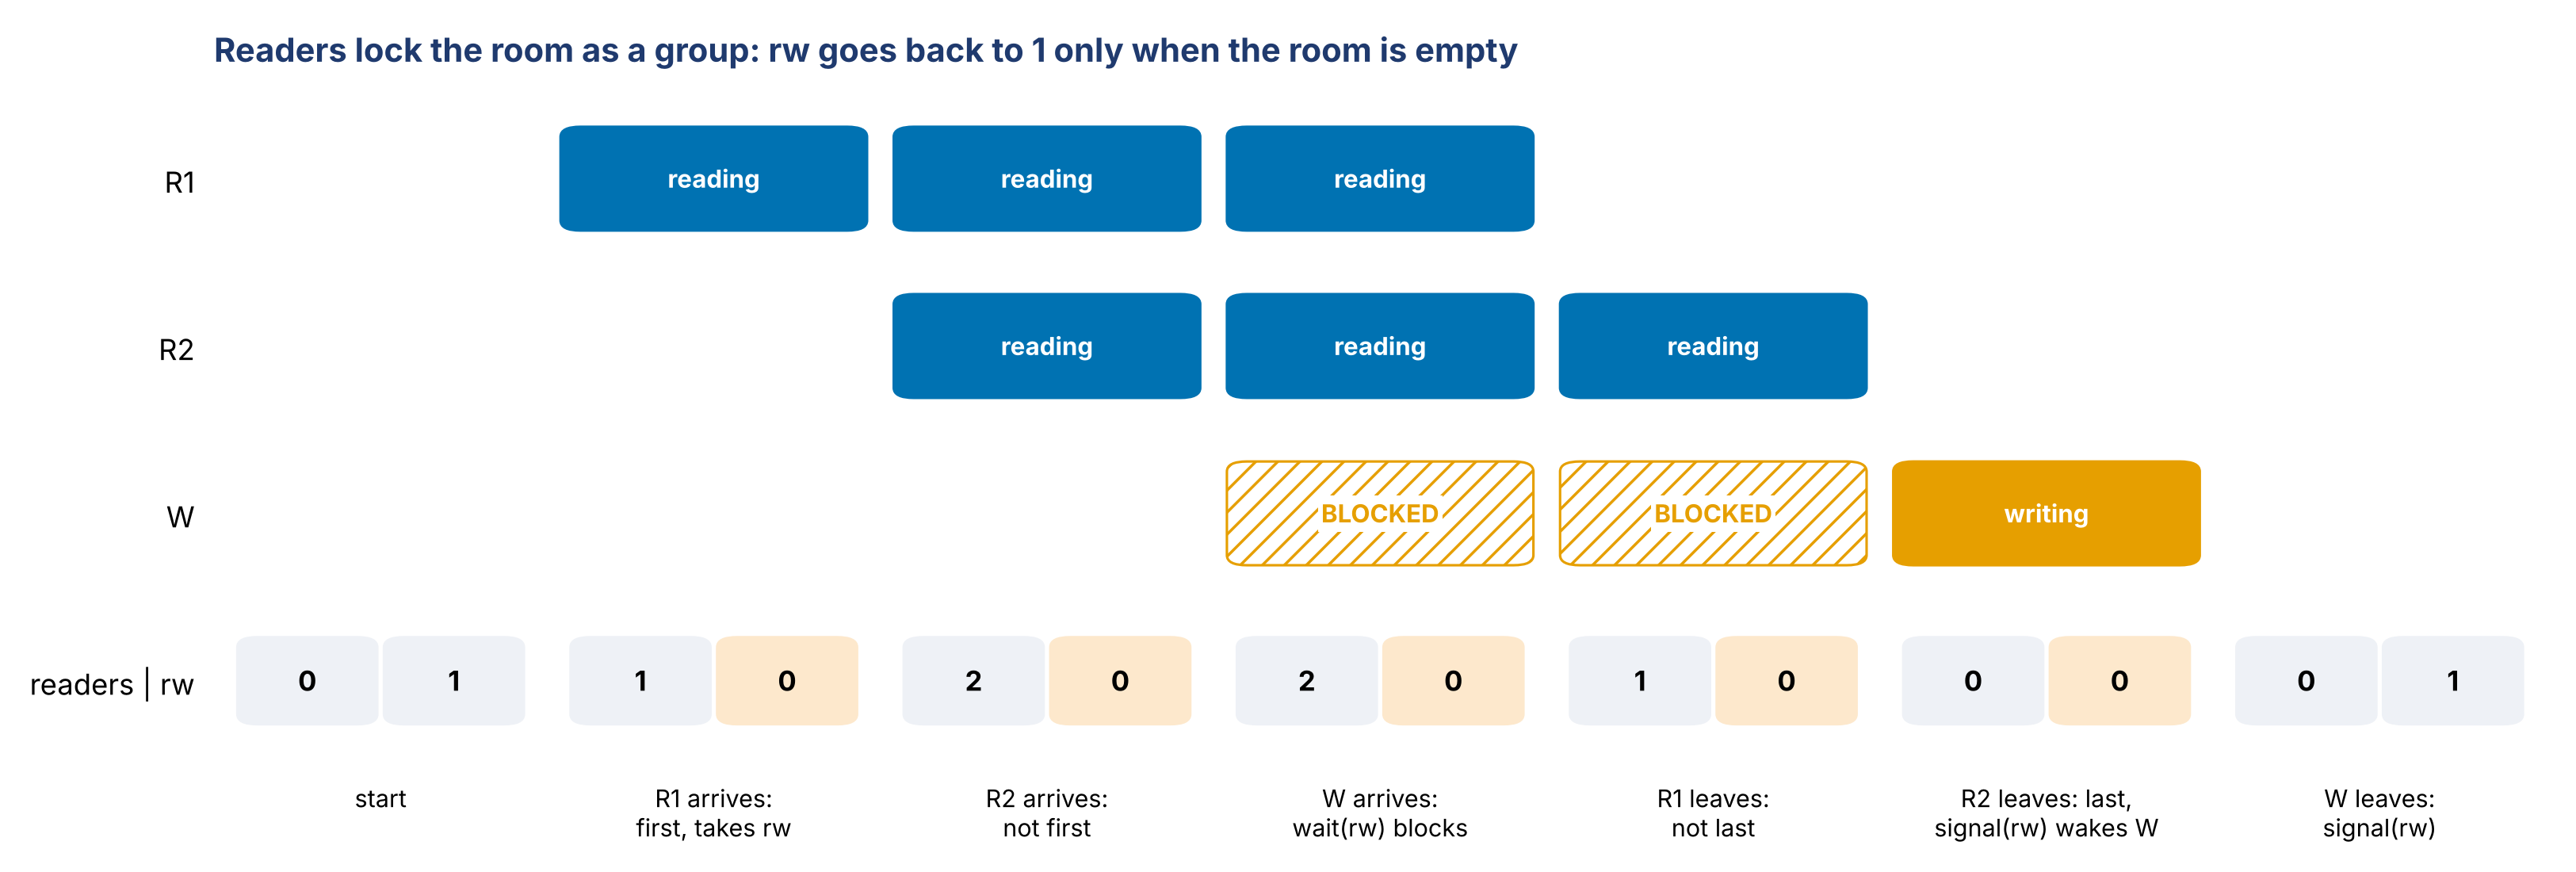 Readers lock the room as a group: rw goes back to 1 only when the room is empty
R1
reading
reading
reading
R2
reading
reading
reading
W
BLOCKED
BLOCKED
writing
readers | rw
0
1
1
0
2
0
2
0
1
0
0
0
0
1
start
R1 arrives:
first, takes rw
R2 arrives:
not first
W arrives:
wait(rw) blocks
R1 leaves:
not last
R2 leaves: last,
signal(rw) wakes W
W leaves:
signal(rw)